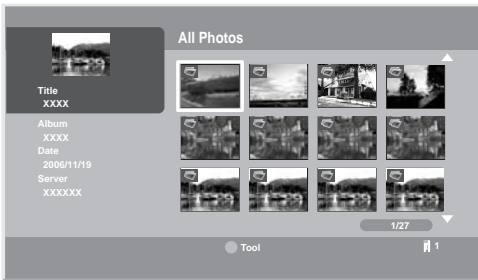 All Photos
Title
XXXX
Album
XXXX
Date
2006/11/19
Server
XXXXXX
1/27
Tool
1